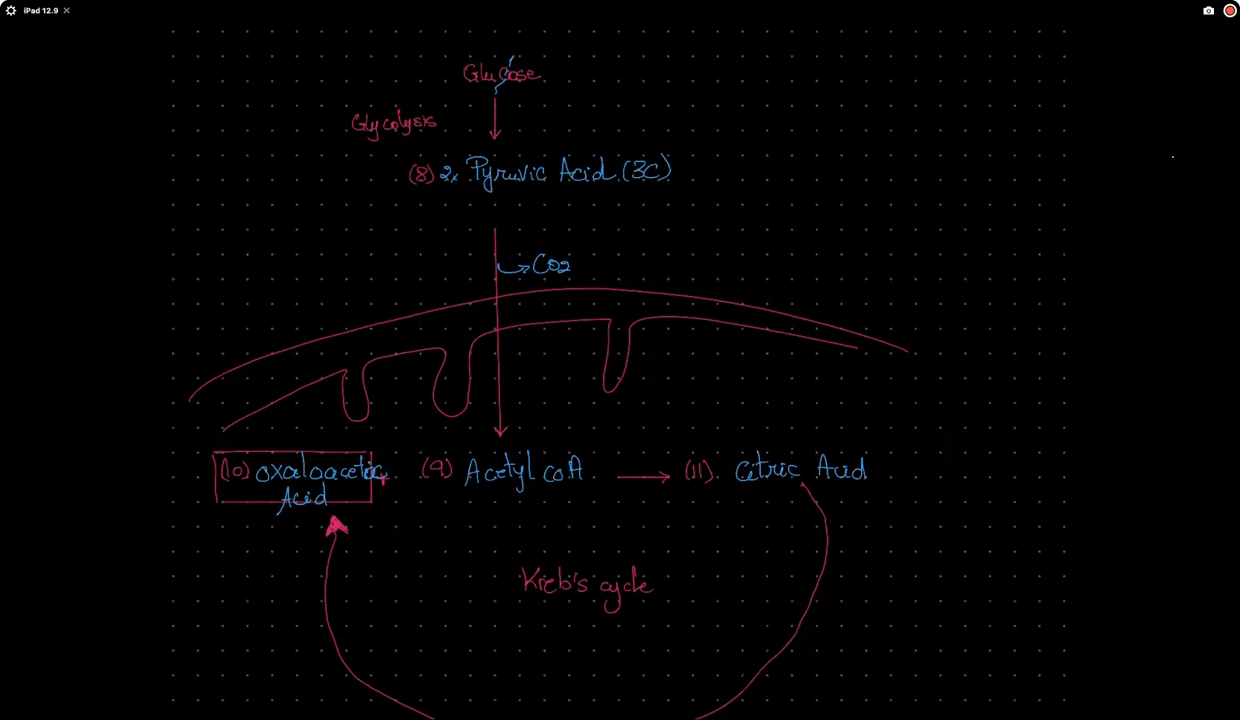 iPad 12.9
Glucose
Glycolysis
(8) 2x Pyruvic Acid (3C)
CO2
(10) oxaloacetic + (9) Acetyl coA (11) Citric Acid
Acid
Kreb's cycle